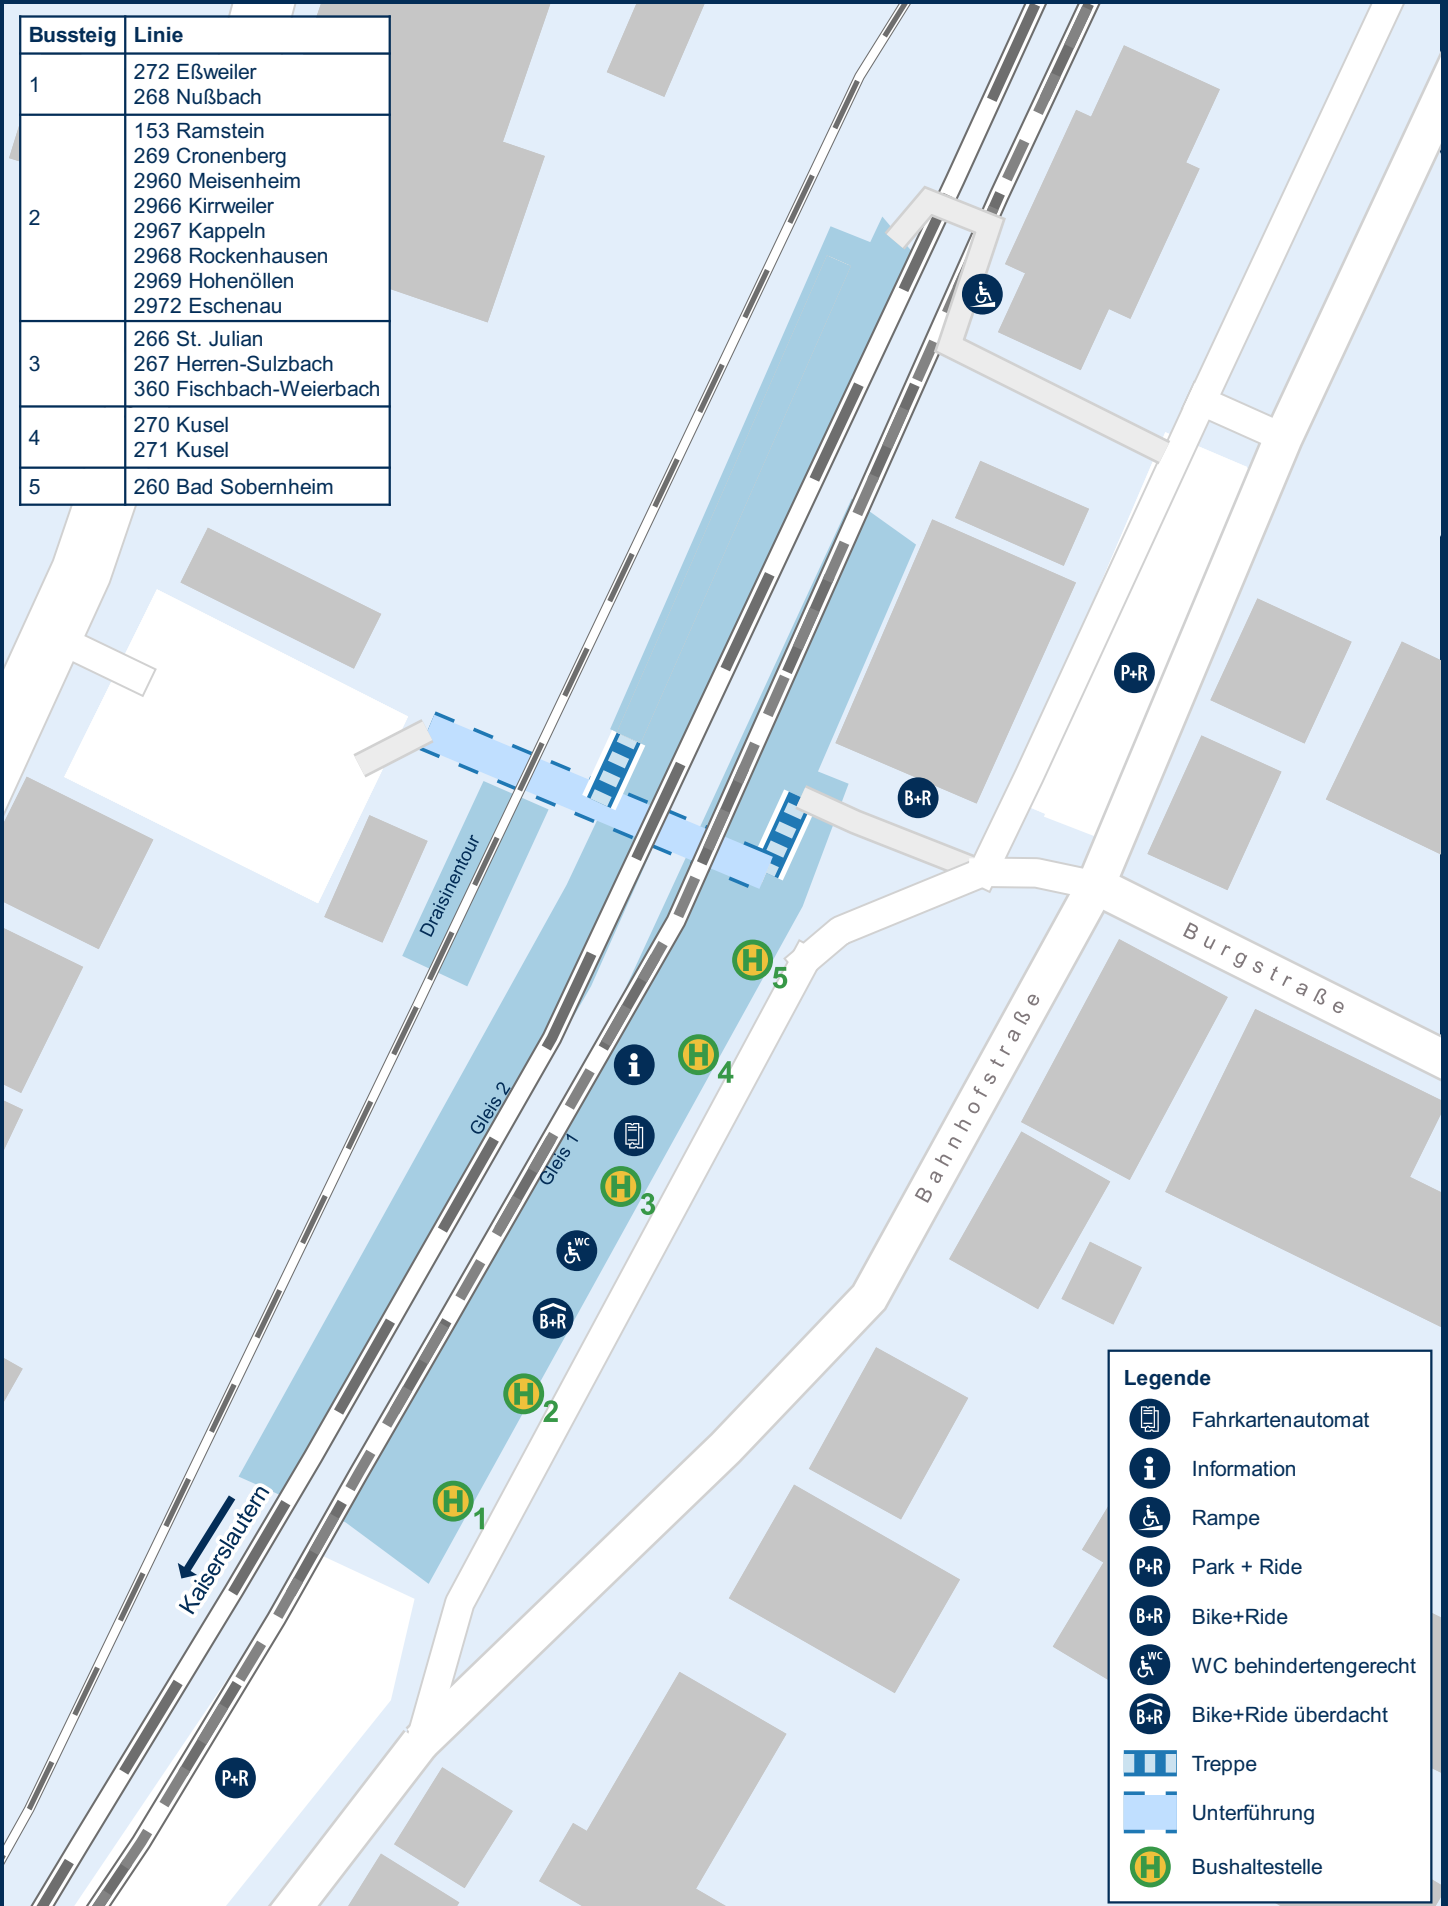 Bussteig Linie
1
272 Eßweiler
268 Nußbach
2
153 Ramstein
269 Cronenberg
2960 Meisenheim
2966 Kirrweiler
2967 Kappeln
2968 Rockenhausen
2969 Hohenöllen
2972 Eschenau
3
266 St. Julian
267 Herren-Sulzbach
360 Fischbach-Weierbach
4
270 Kusel
271 Kusel
5
260 Bad Sobernheim
P+R
B+R
Draisinentour
Burgstraße
H 5
Bahnhofstraße
i
H 4
Gleis 2
Gleis 1
H 3
WC
B+R
H 2
H 1
Kaiserslautern
P+R
Legende
Fahrkartenautomat
i Information
Rampe
P+R Park + Ride
B+R Bike+Ride
WC WC behindertengerecht
B+R Bike+Ride überdacht
Treppe
Unterführung
H Bushaltestelle